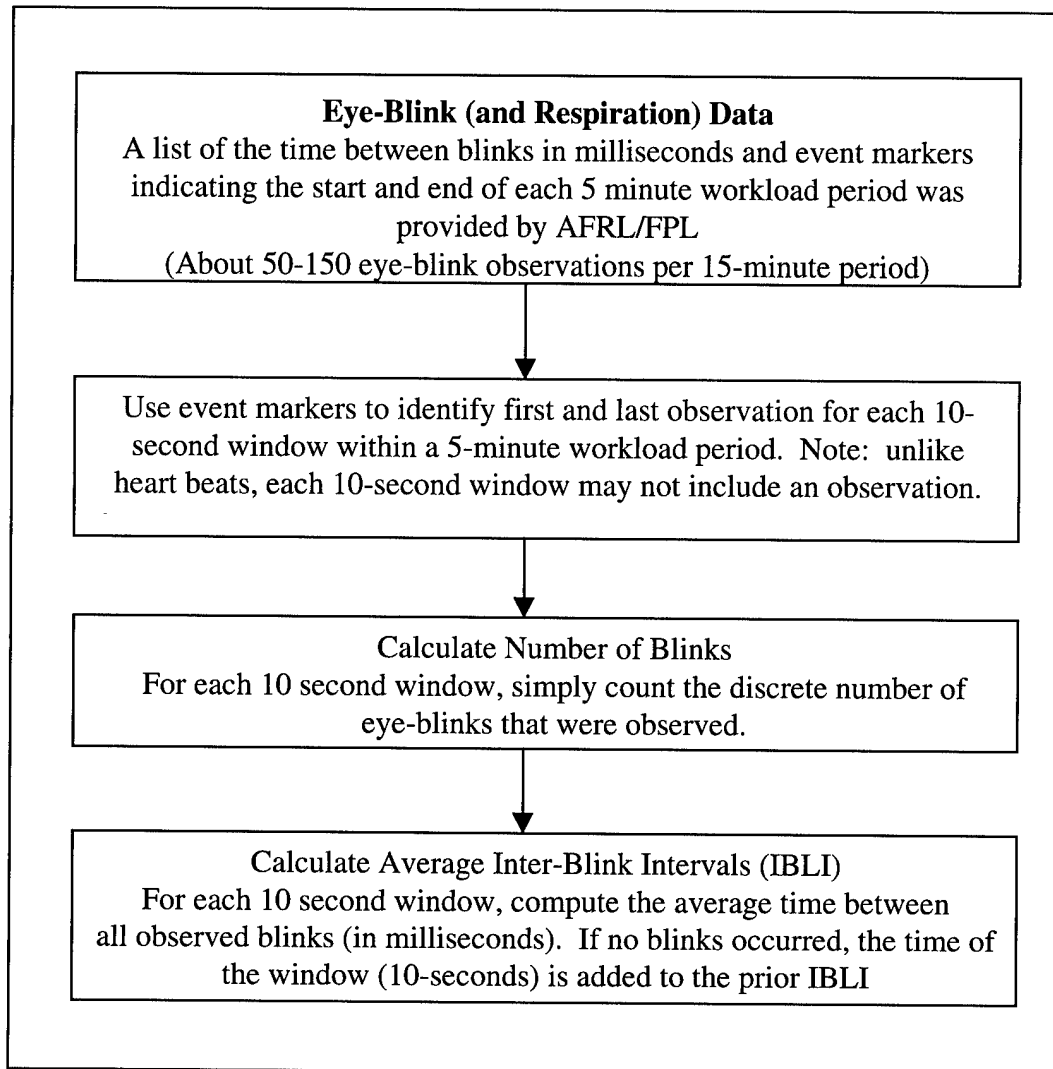 Eye-Blink (and Respiration) Data
A list of the time between blinks in milliseconds and event markers
indicating the start and end of each 5 minute workload period was
provided by AFRL/FPL
(About 50-150 eye-blink observations per 15-minute period)
Use event markers to identify first and last observation for each 10-
second window within a 5-minute workload period.  Note:  unlike
heart beats, each 10-second window may not include an observation.
Calculate Number of Blinks
For each 10 second window, simply count the discrete number of
eye-blinks that were observed.
Calculate Average Inter-Blink Intervals (IBLI)
For each 10 second window, compute the average time between
all observed blinks (in milliseconds).  If no blinks occurred, the time of
the window (10-seconds) is added to the prior IBLI